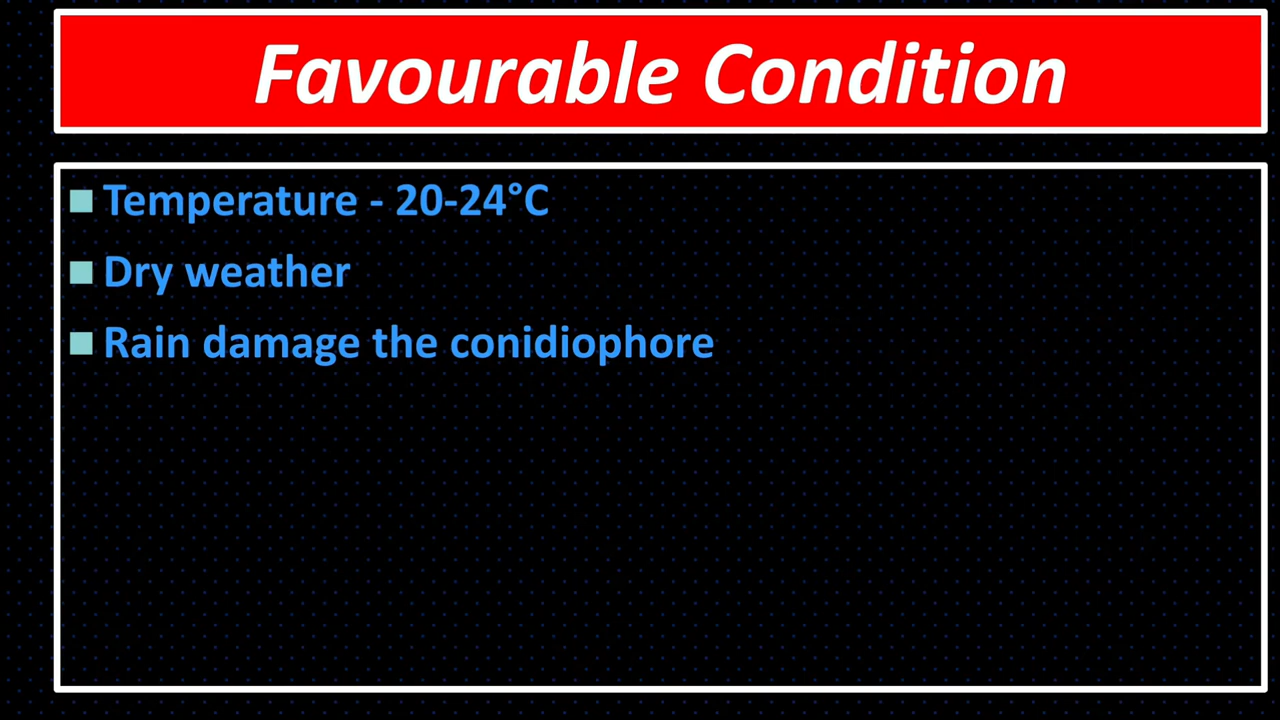 Favourable Condition
Temperature - 20-24°C
Dry weather
Rain damage the conidiophore